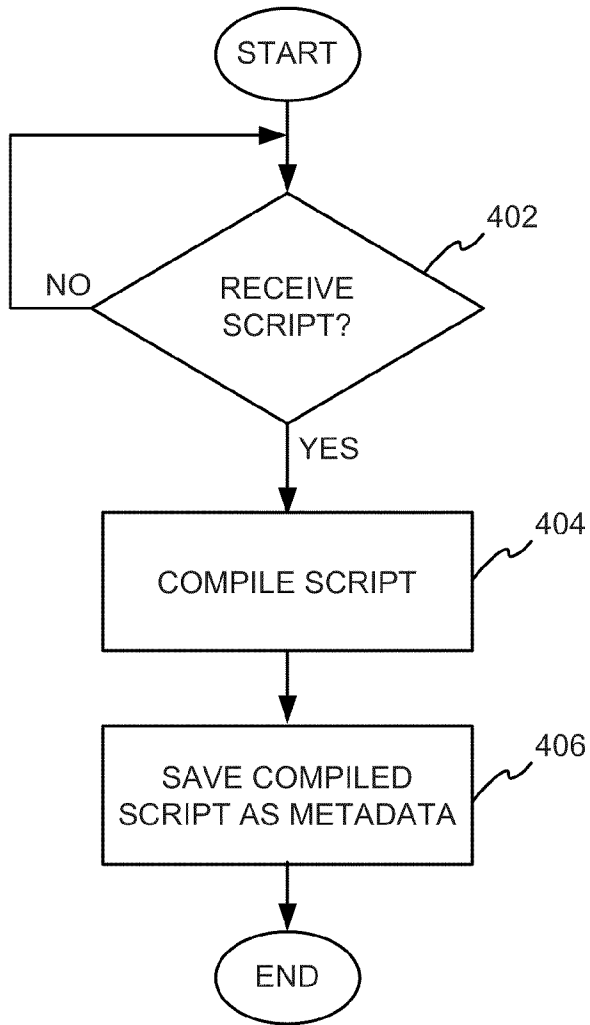 START
402
NO
RECEIVE
SCRIPT?
YES
404
COMPILE SCRIPT
406
SAVE COMPILED
SCRIPT AS METADATA
END